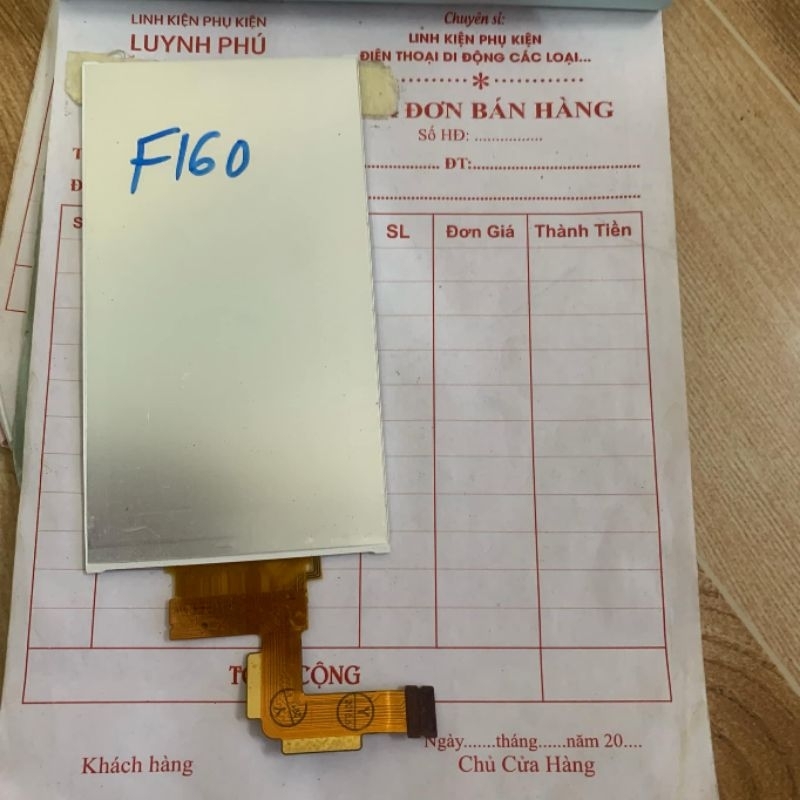 LINH KIỆN PHỤ KIỆN
LUYNH PHÚ
Chuyên sỉ:
LINH KIỆN PHỤ KIỆN
ĐIỆN THOẠI DI ĐỘNG CÁC LOẠI...
ĐƠN BÁN HÀNG
Số HĐ: ................
F160
ĐT:
SL
Đơn Giá
Thành Tiền
CỘNG
Ngày.......tháng......năm 20....
Khách hàng
Chủ Cửa Hàng